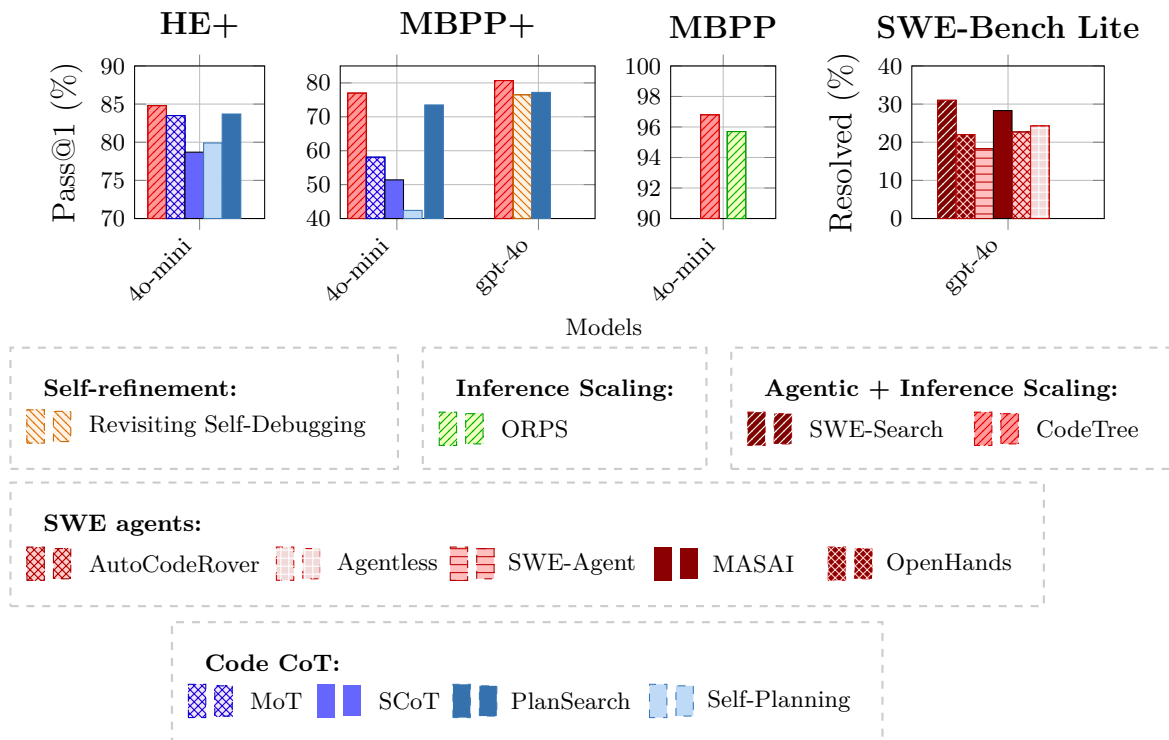 HE+ MBPP+ MBPP SWE-Bench Lite
Pass@1 (%)
90
85
80
75
70
4o-mini
80
70
60
50
40
4o-mini
gpt-4o
100
98
96
94
92
90
4o-mini
Resolved (%)
40
30
20
10
0
gpt-4o
Models
Self-refinement:
Revisiting Self-Debugging
Inference Scaling:
ORPS
Agentic + Inference Scaling:
SWE-Search CodeTree
SWE agents:
AutoCodeRover Agentless SWE-Agent MASAI OpenHands
Code CoT:
MoT SCoT PlanSearch Self-Planning